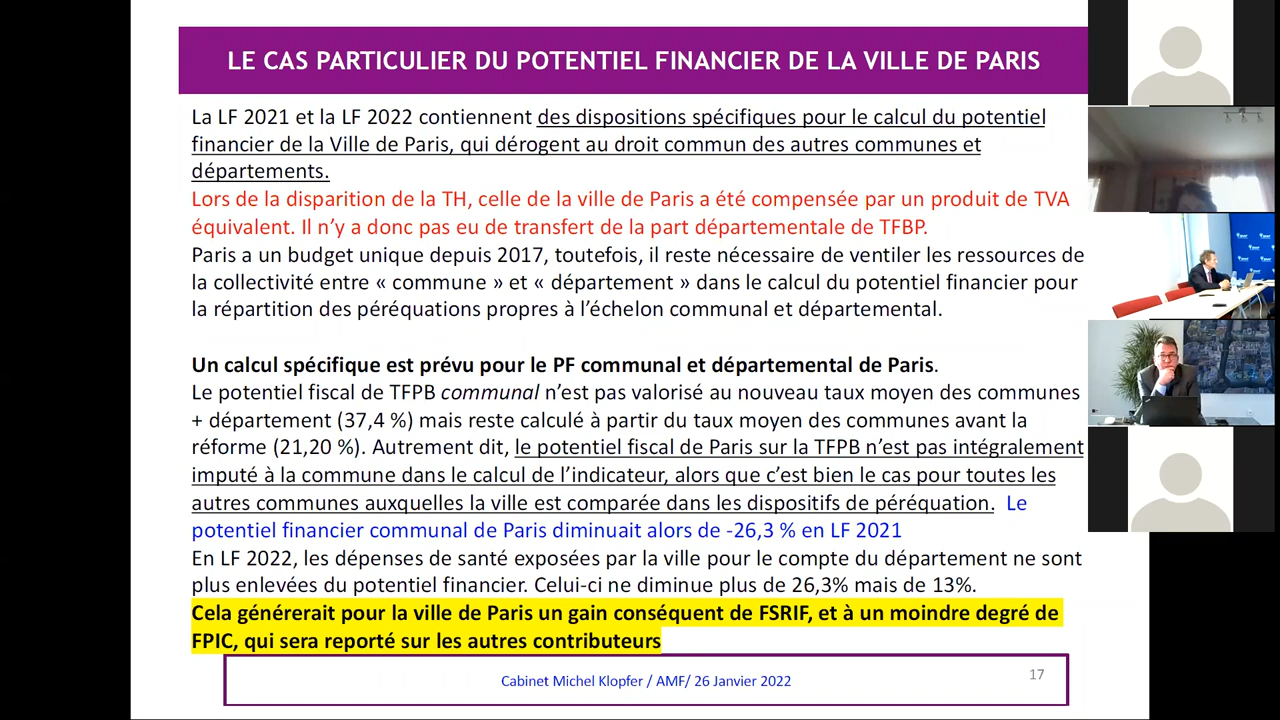 LE CAS PARTICULIER DU POTENTIEL FINANCIER DE LA VILLE DE PARIS
La LF 2021 et la LF 2022 contiennent des dispositions spécifiques pour le calcul du potentiel
financier de la Ville de Paris, qui dérogent au droit commun des autres communes et
départements.
Lors de la disparition de la TH, celle de la ville de Paris a été compensée par un produit de TVA
équivalent. Il n’y a donc pas eu de transfert de la part départementale de TFBP.
Paris a un budget unique depuis 2017, toutefois, il reste nécessaire de ventiler les ressources de
la collectivité entre « commune » et « département » dans le calcul du potentiel financier pour
la répartition des péréquations propres à l’échelon communal et départemental.
Un calcul spécifique est prévu pour le PF communal et départemental de Paris.
Le potentiel fiscal de TFPB communal n’est pas valorisé au nouveau taux moyen des communes
+ département (37,4 %) mais reste calculé à partir du taux moyen des communes avant la
réforme (21,20 %). Autrement dit, le potentiel fiscal de Paris sur la TFPB n’est pas intégralement
imputé à la commune dans le calcul de l’indicateur, alors que c’est bien le cas pour toutes les
autres communes auxquelles la ville est comparée dans les dispositifs de péréquation. Le
potentiel financier communal de Paris diminuait alors de -26,3 % en LF 2021
En LF 2022, les dépenses de santé exposées par la ville pour le compte du département ne sont
plus enlevées du potentiel financier. Celui-ci ne diminue plus de 26,3% mais de 13%.
Cela générerait pour la ville de Paris un gain conséquent de FSRIF, et à un moindre degré de
FPIC, qui sera reporté sur les autres contributeurs
Cabinet Michel Klopfer / AMF/ 26 Janvier 2022
17